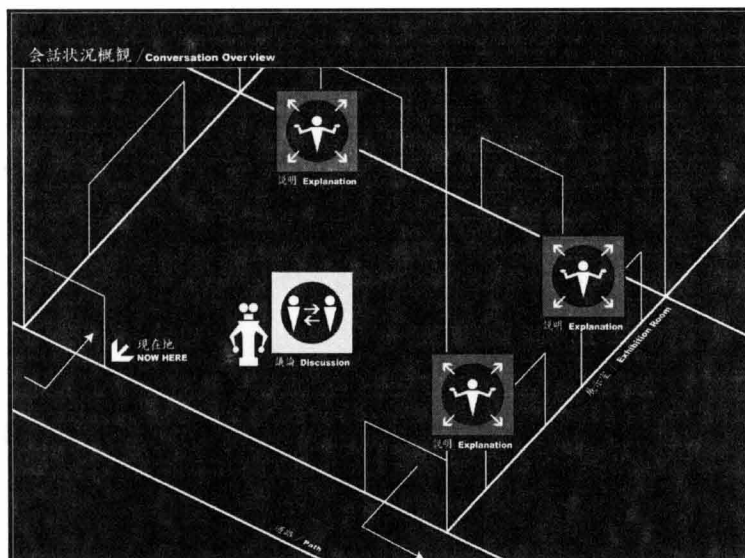 会話状況概観 / Conversation Overview
説明 Explanation
説明 Explanation
現在地
NOW HERE
議論 Discussion
説明 Explanation
展示室 Exhibition Room
通路 / Path